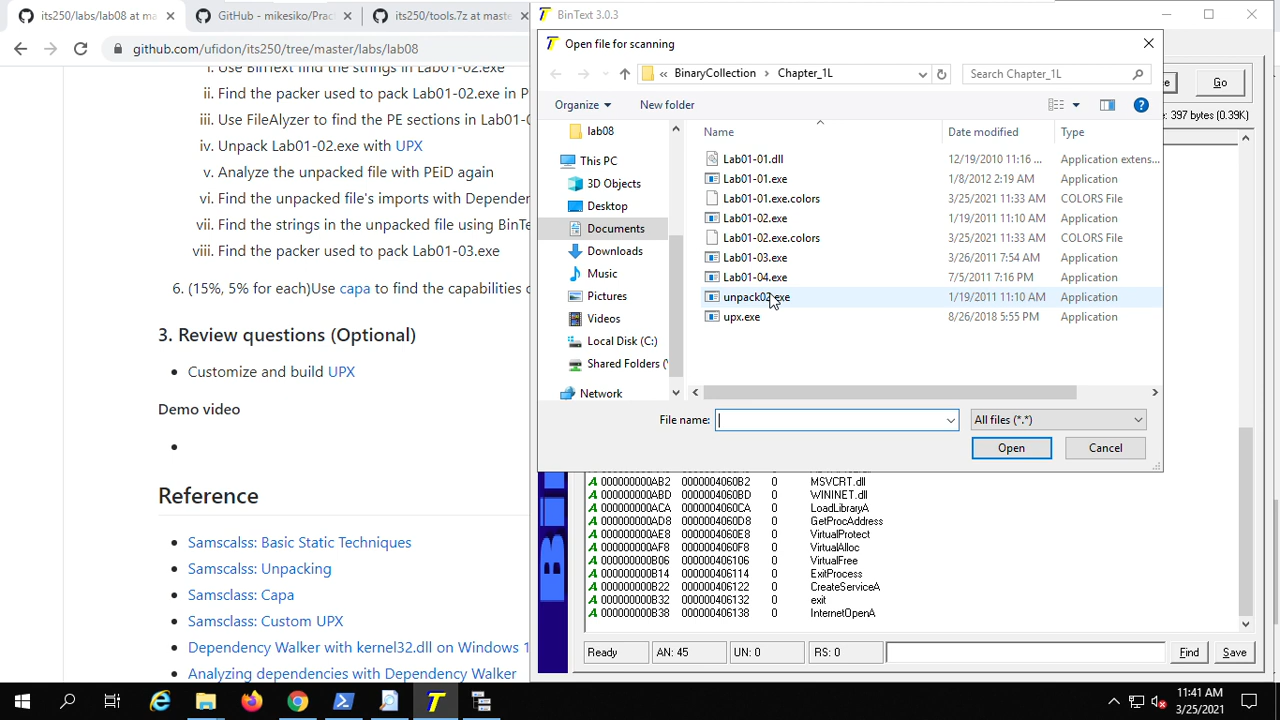 its250/labs/lab08 at ma
GitHub - mikesiko/Prac
its250/tools.7z at maste
github.com/ufidon/its250/tree/master/labs/lab08
i. Use BinText find the strings in Lab01-02.exe
ii. Find the packer used to pack Lab01-02.exe in P
iii. Use FileAlyzer to find the PE sections in Lab01-0
iv. Unpack Lab01-02.exe with UPX
v. Analyze the unpacked file with PEiD again
vi. Find the unpacked file's imports with Depender
vii. Find the strings in the unpacked file using BinTe
viii. Find the packer used to pack Lab01-03.exe
6. (15%, 5% for each)Use capa to find the capabilities o
3. Review questions (Optional)
Customize and build UPX
Demo video
Reference
Samscalss: Basic Static Techniques
Samscalss: Unpacking
Samsclass: Capa
Samsclass: Custom UPX
Dependency Walker with kernel32.dll on Windows 1
Analyzing dependencies with Dependency Walker
BinText 3.0.3
Open file for scanning
« BinaryCollection > Chapter_1L
Search Chapter_1L
Organize
New folder
Go
: 397 bytes (0.39K)
lab08
This PC
3D Objects
Desktop
Documents
Downloads
Music
Pictures
Videos
Local Disk (C:)
Shared Folders (
Network
Name Date modified Type
Lab01-01.dll 12/19/2010 11:16 ... Application extens...
Lab01-01.exe 1/8/2012 2:19 AM Application
Lab01-01.exe.colors 3/25/2021 11:33 AM COLORS File
Lab01-02.exe 1/19/2011 11:10 AM Application
Lab01-02.exe.colors 3/25/2021 11:33 AM COLORS File
Lab01-03.exe 3/26/2011 7:54 AM Application
Lab01-04.exe 7/5/2011 7:16 PM Application
unpack02.exe 1/19/2011 11:10 AM Application
upx.exe 8/26/2018 5:55 PM Application
File name:
All files (*.*)
Open
Cancel
A 000000000AB2 0000004060B2 0 MSVCRT.dll
A 000000000ABD 0000004060BD 0 WININET.dll
A 000000000ACA 0000004060CA 0 LoadLibraryA
A 000000000AD8 0000004060D8 0 GetProcAddress
A 000000000AE8 0000004060E8 0 VirtualProtect
A 000000000AF8 0000004060F8 0 VirtualAlloc
A 000000000B06 000000406106 0 VirtualFree
A 000000000B14 000000406114 0 ExitProcess
A 000000000B22 000000406122 0 CreateServiceA
A 000000000B32 000000406132 0 exit
A 000000000B38 000000406138 0 InternetOpenA
Ready
AN: 45
UN: 0
RS: 0
Find
Save
11:41 AM
3/25/2021